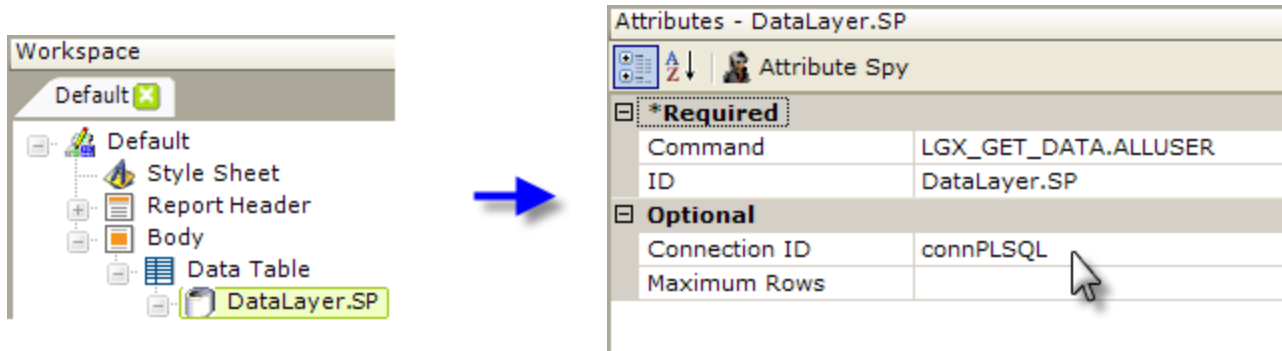 Workspace
Default
Default
Style Sheet
Report Header
Body
Data Table
DataLayer.SP
Attributes - DataLayer.SP
Attribute Spy
*Required
Command LGX_GET_DATA.ALLUSER
ID DataLayer.SP
Optional
Connection ID connPLSQL
Maximum Rows